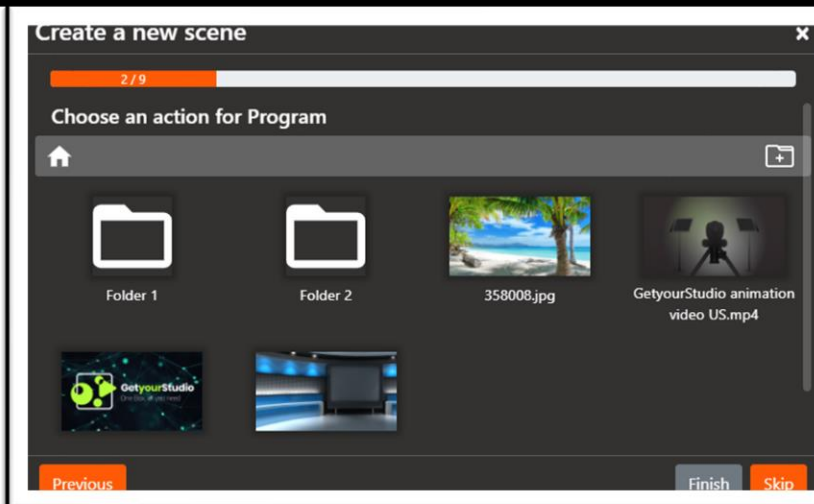 Create a new scene
2 / 9
Choose an action for Program
Folder 1
Folder 2
358008.jpg
GetyourStudio animation
video US.mp4
GetyourStudio
Previous
Finish
Skip